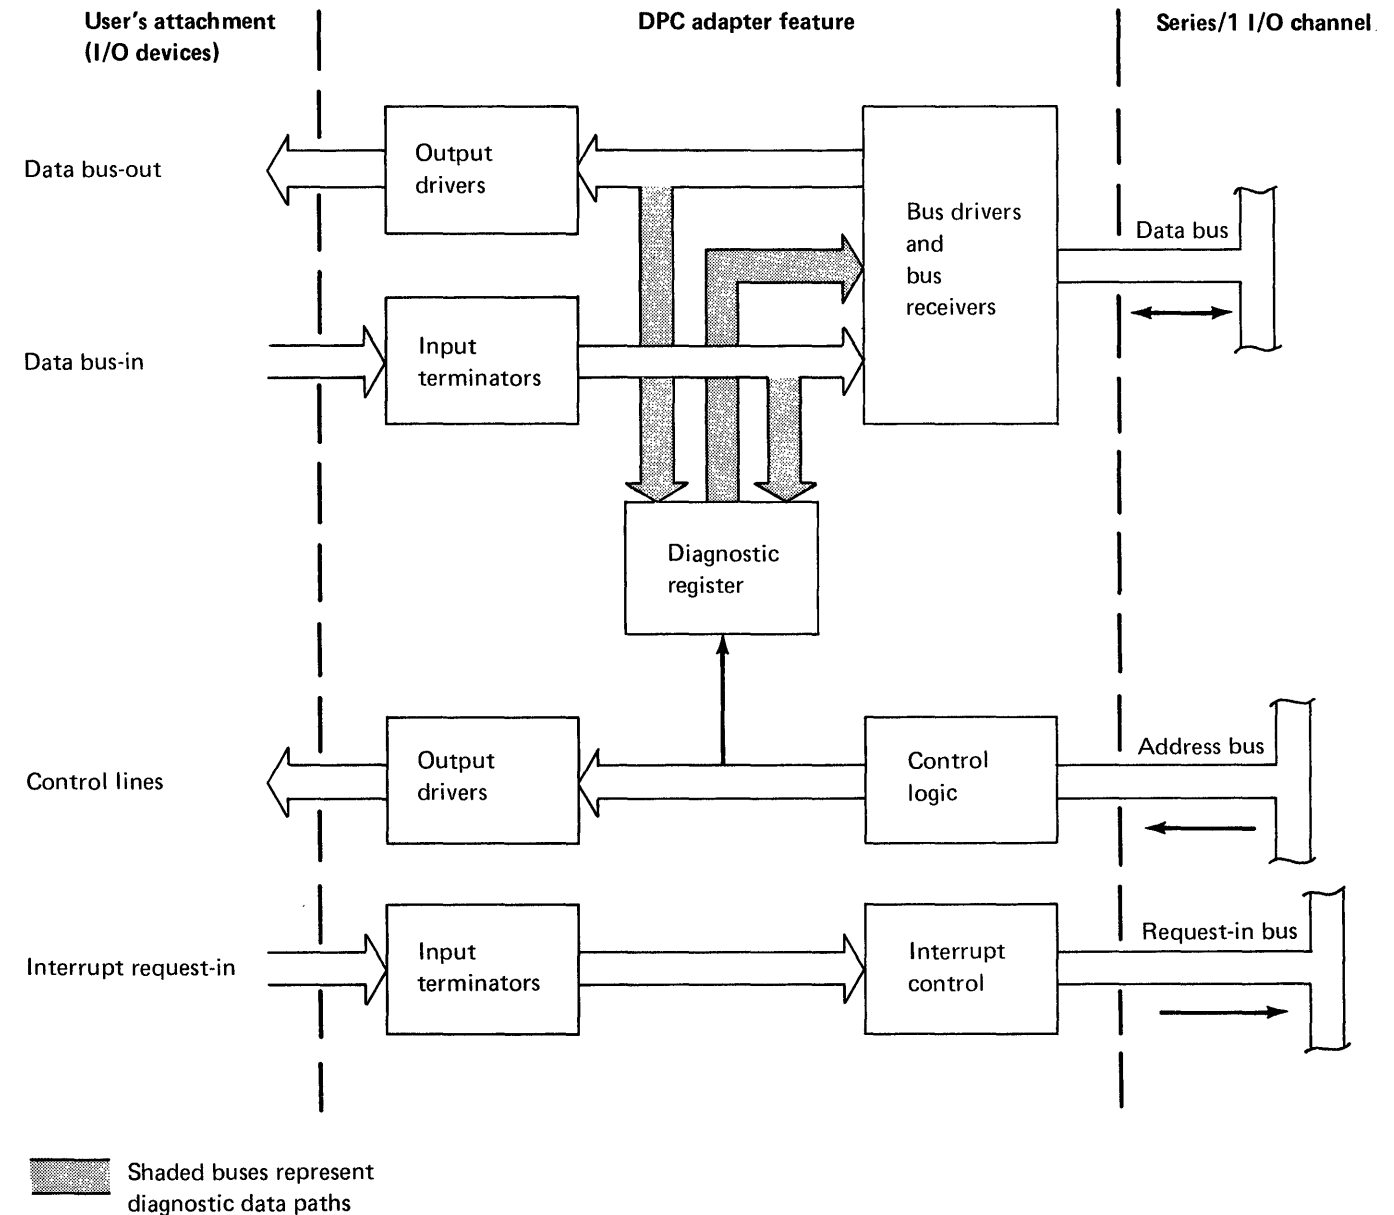 User's attachment
(I/O devices)
DPC adapter feature
Series/1 I/O channel
Data bus-out
Output
drivers
Bus drivers
and
bus
receivers
Data bus
Data bus-in
Input
terminators
Diagnostic
register
Control lines
Output
drivers
Control
logic
Address bus
Interrupt request-in
Input
terminators
Interrupt
control
Request-in bus
Shaded buses represent
diagnostic data paths